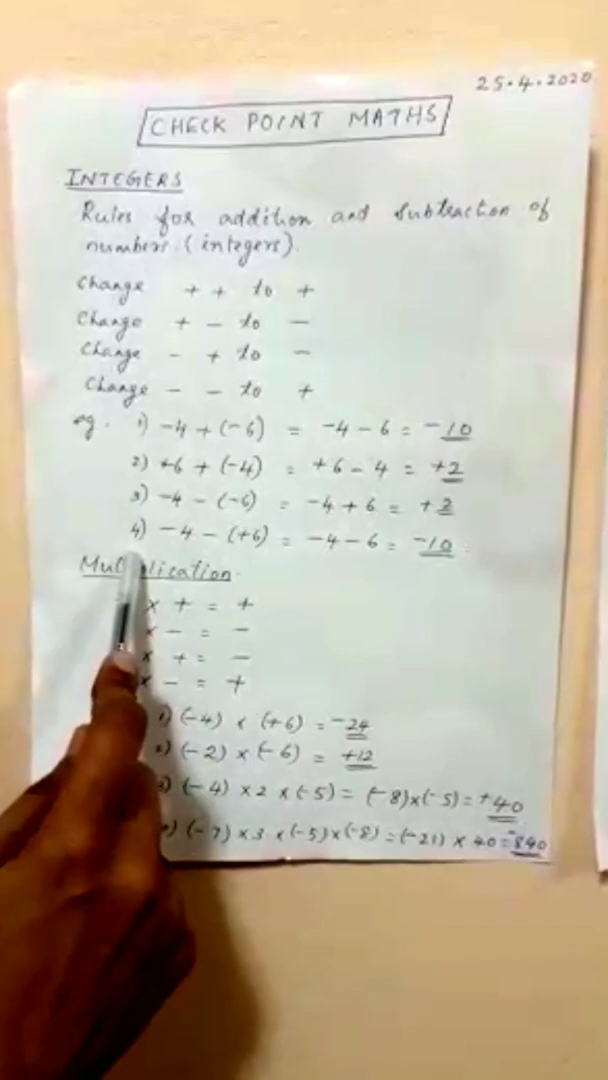 25.4.2020
CHECK POINT MATHS
INTEGERS
Rules for addition and Subtraction of
numbers. (integers).
Change + + to +
Change + - to -
Change - + to -
Change - - to +
eg. 1) -4 + (-6) = -4 - 6 = -10
2) +6 + (-4) = +6 - 4 = +2
3) -4 - (-6) = -4 + 6 = +2
4) -4 - (+6) = -4 - 6 = -10
x + = +
x - = -
x + = -
x - = +
1) (-4) x (+6) = -24
2) (-2) x (-6) = +12
3) (-4) x 2 x (-5) = (-8)x(-5) = +40
) (-7) x 3 x (-5) x (-8) = (-21) x 40 = -840